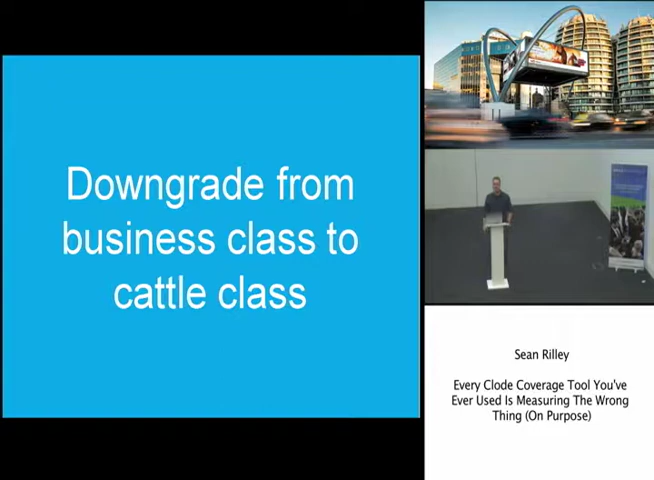 Downgrade from
business class to
cattle class
Sean Rilley
Every Clode Coverage Tool You've
Ever Used Is Measuring The Wrong
Thing (On Purpose)